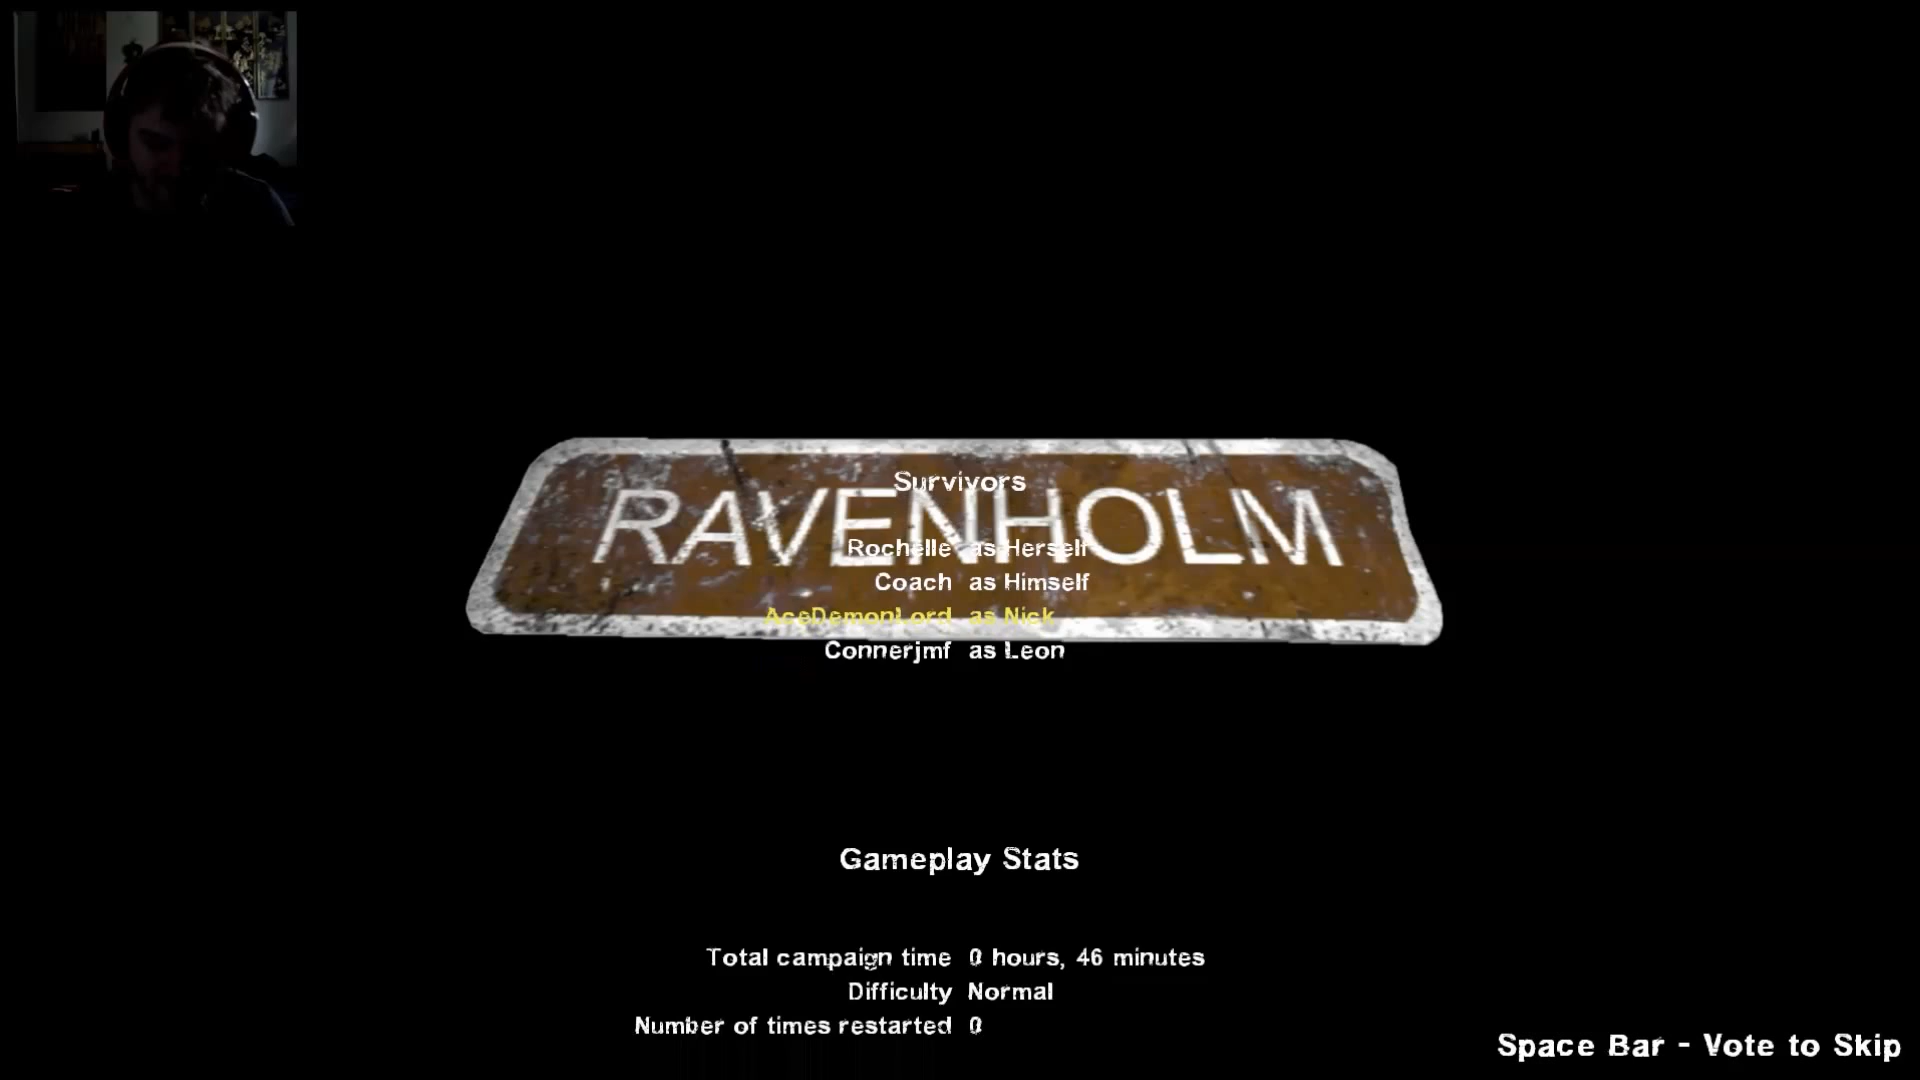 Survivors
RAVENHOLM
Rochelle as Herself
Coach as Himself
AceDemonLord as Nick
Connerjmf as Leon
Gameplay Stats
Total campaign time 0 hours, 46 minutes
Difficulty Normal
Number of times restarted 0
Space Bar - Vote to Skip